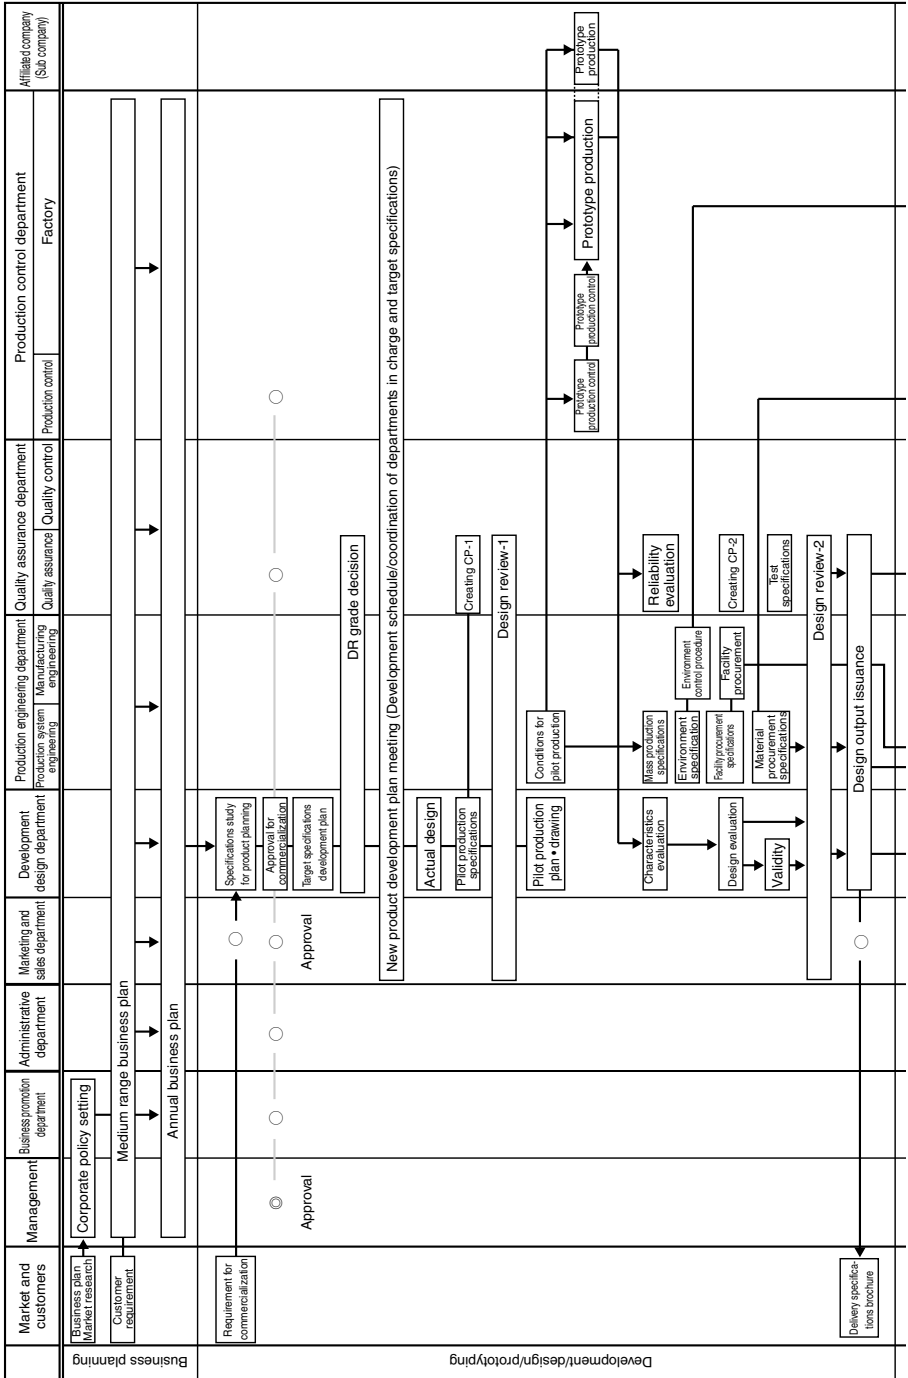 Market and
customers
Management
Business promotion
department
Administrative
department
Marketing and
sales department
Development
design department
Production engineering department
Production system
engineering
Manufacturing
engineering
Quality assurance department
Quality assurance
Quality control
Production control department
Production control
Factory
Affiliated company
(Sub company)
Business planning
Business plan
Market research
Corporate policy setting
Customer
requirement
Medium range business plan
Annual business plan
Development/design/prototyping
Requirement for
commercialization
Specifications study
for product planning
Approval for
commercialization
Approval
Approval
Target specifications
development plan
DR grade decision
New product development plan meeting (Development schedule/coordination of departments in charge and target specifications)
Actual design
Pilot production
specifications
Creating CP-1
Design review-1
Pilot production
plan • drawing
Conditions for
pilot production
Prototype
production control
Prototype
production control
Prototype production
Prototype
production
Characteristics
evaluation
Mass production
specifications
Reliability
evaluation
Environment
specification
Environment
control procedure
Design evaluation
Facility procurement
specifications
Facility
procurement
Creating CP-2
Validity
Material
procurement
specifications
Test
specifications
Design review-2
Delivery specifica-
tions brochure
Design output issuance